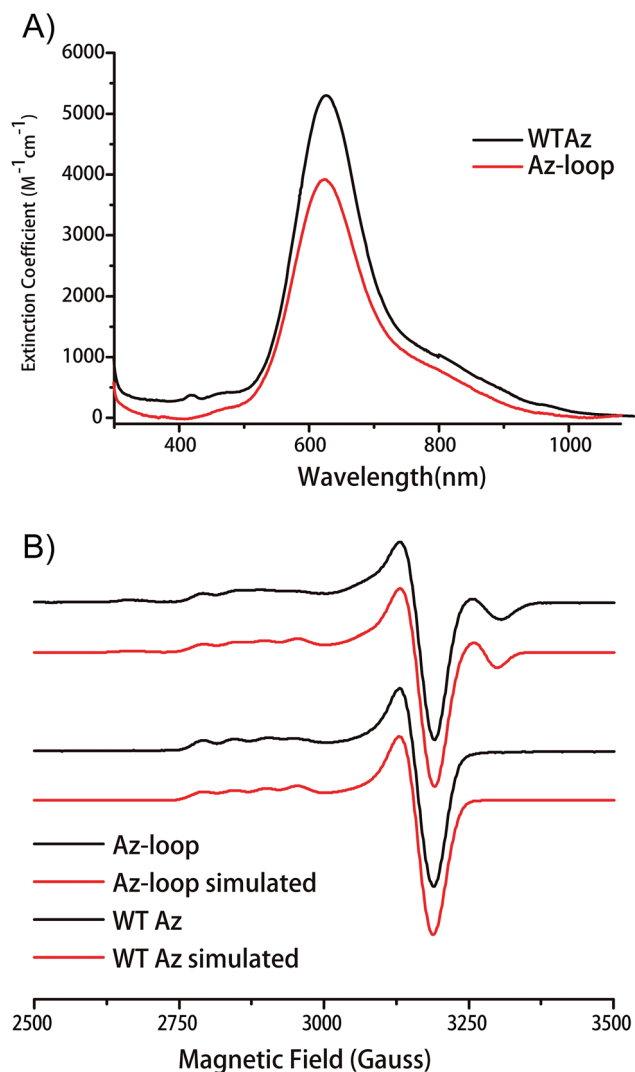 A)
6000
5000
4000
3000
2000
1000
0
Extinction Coefficient (M⁻¹cm⁻¹)
WTAz
Az-loop
400 600 800 1000
Wavelength(nm)
B)
Az-loop
Az-loop simulated
WT Az
WT Az simulated
2500 2750 3000 3250 3500
Magnetic Field (Gauss)